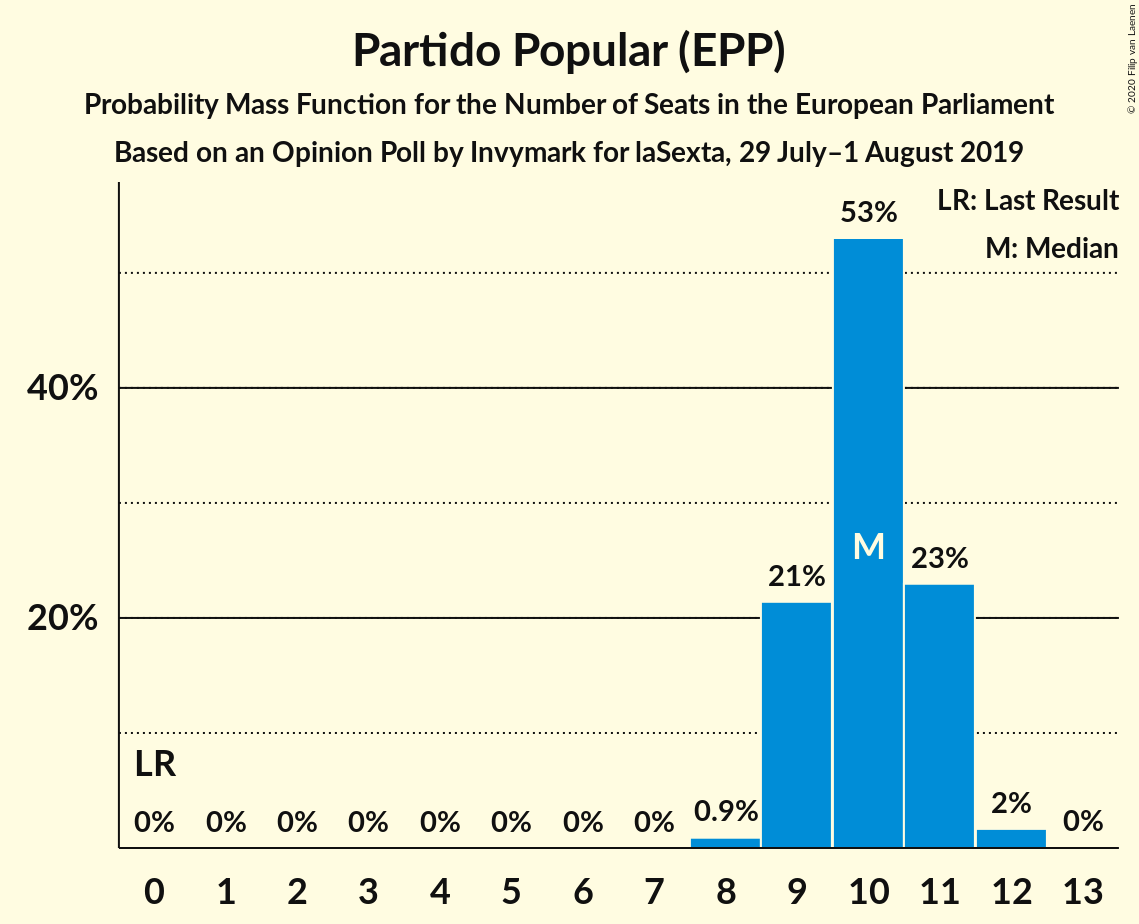 Partido Popular (EPP)
Probability Mass Function for the Number of Seats in the European Parliament
Based on an Opinion Poll by Invymark for laSexta, 29 July–1 August 2019
© 2020 Filip van Laenen
LR: Last Result
M: Median
53%
40%
M
23%
21%
20%
LR
0% 0% 0% 0% 0% 0% 0% 0% 0.9% 2% 0%
0 1 2 3 4 5 6 7 8 9 10 11 12 13